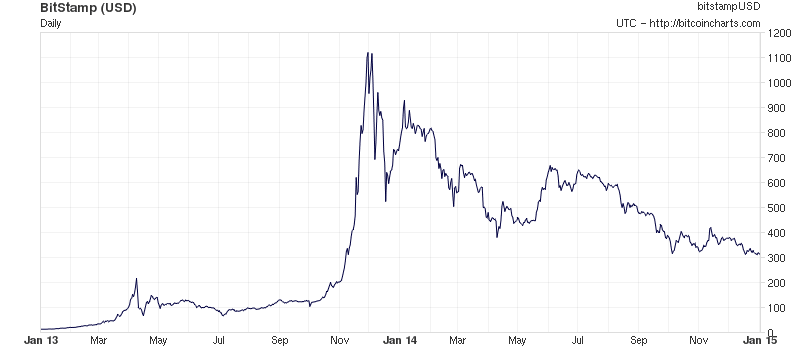 BitStamp (USD)
bitstampUSD
Daily
UTC - http://bitcoincharts.com
1200
1100
1000
900
800
700
600
500
400
300
200
100
0
Jan 13 Mar May Jul Sep Nov Jan 14 Mar May Jul Sep Nov Jan 15